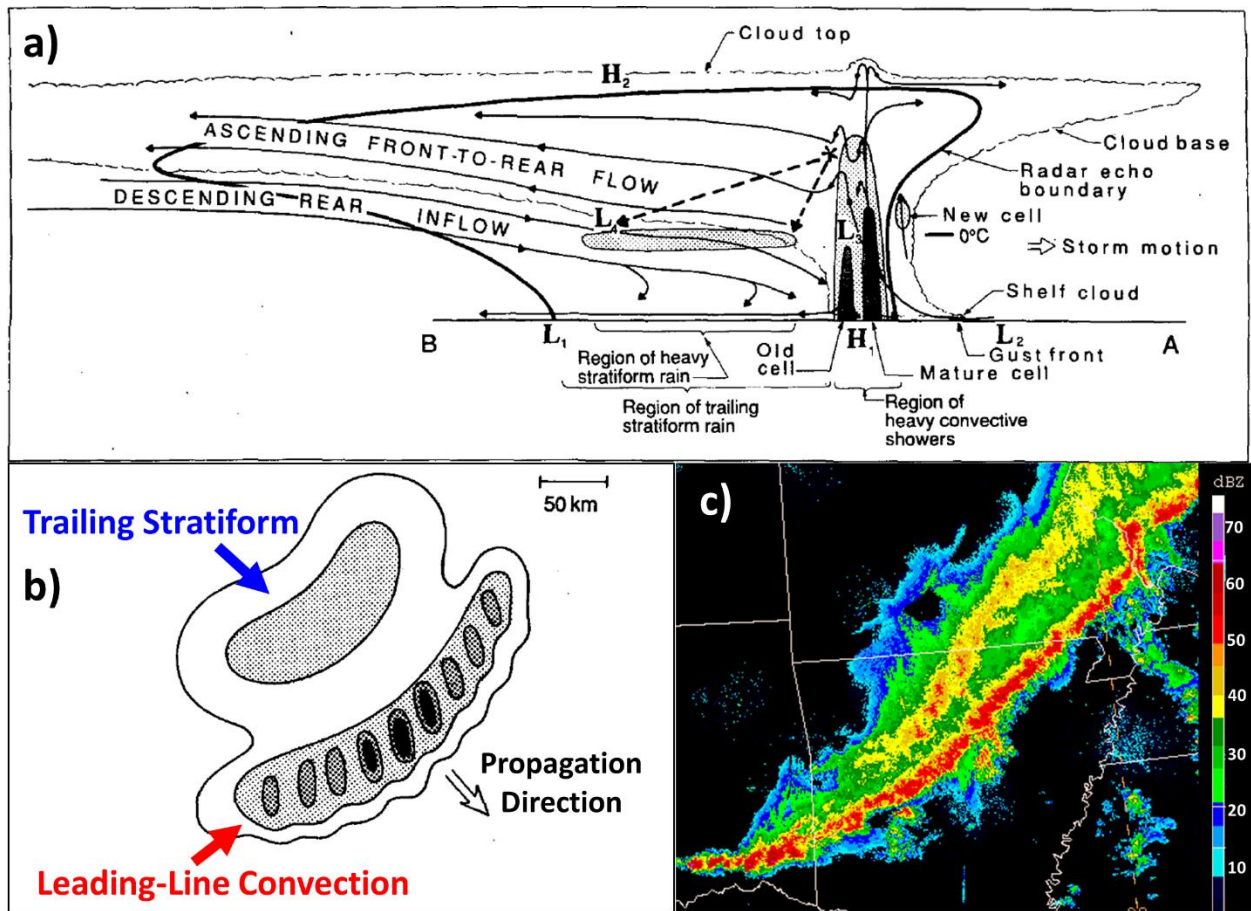 a)
Cloud top
H₂
ASCENDING FRONT-TO-REAR FLOW
Cloud base
Radar echo
boundary
DESCENDING REAR INFLOW
L₄
L₃
New cell
0°C
Storm motion
Shelf cloud
B
L₁
H₁
L₂
A
Region of heavy
stratiform rain
Old
cell
Gust front
Mature cell
Region of trailing
stratiform rain
Region of
heavy convective
showers
b)
50 km
Trailing Stratiform
Propagation
Direction
Leading-Line Convection
c)
dBZ
70
60
50
40
30
20
10